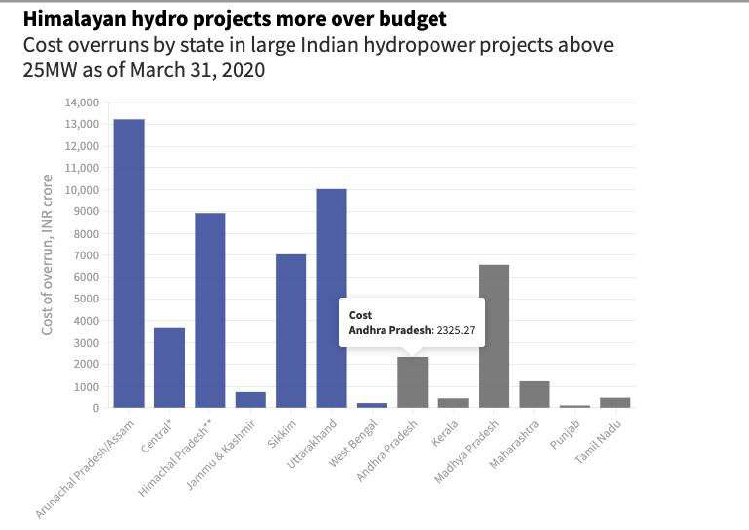 Himalayan hydro projects more over budget
Cost overruns by state in large Indian hydropower projects above
25MW as of March 31, 2020
Cost of overrun, INR crore
14,000
13,000
12,000
11,000
10,000
9000
8000
7000
6000
5000
4000
3000
2000
1000
0
Cost
Andhra Pradesh: 2325.27
Arunachal Pradesh/Assam
Central*
Himachal Pradesh**
Jammu & Kashmir
Sikkim
Uttarakhand
West Bengal
Andhra Pradesh
Kerala
Madhya Pradesh
Maharashtra
Punjab
Tamil Nadu